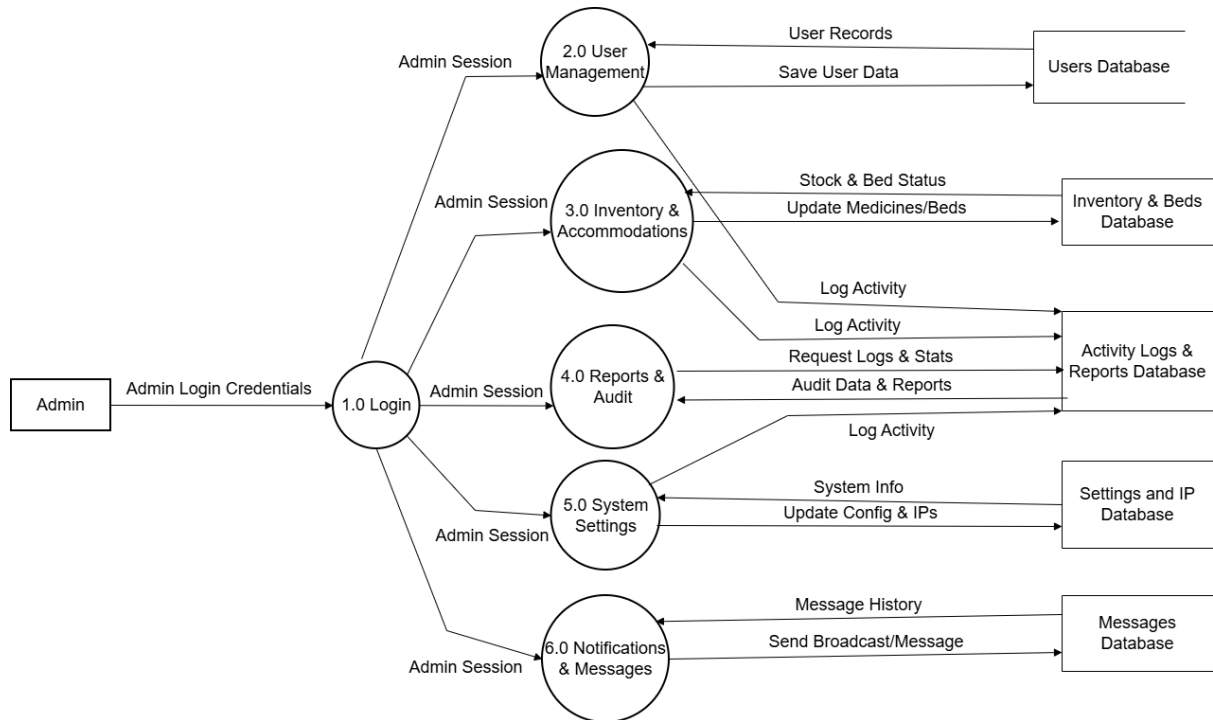 User Records
2.0 User
Management
Admin Session
Save User Data
Users Database
Stock & Bed Status
Admin Session
3.0 Inventory &
Accommodations
Update Medicines/Beds
Inventory & Beds
Database
Log Activity
Log Activity
Request Logs & Stats
Activity Logs &
Reports Database
4.0 Reports &
Audit
Audit Data & Reports
Admin
Admin Login Credentials
1.0 Login
Admin Session
Log Activity
System Info
5.0 System
Settings
Update Config & IPs
Settings and IP
Database
Admin Session
Message History
6.0 Notifications
& Messages
Send Broadcast/Message
Messages
Database
Admin Session